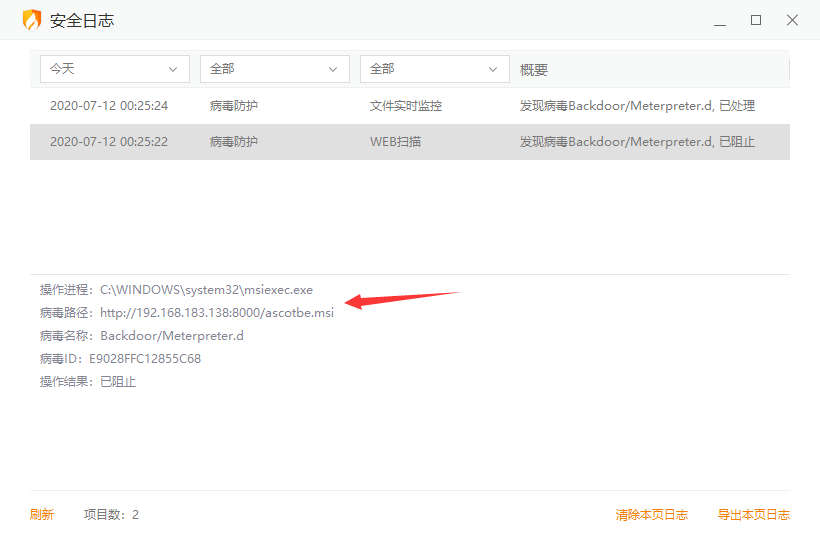 安全日志
今天 全部 全部 概要
2020-07-12 00:25:24 病毒防护 文件实时监控 发现病毒Backdoor/Meterpreter.d, 已处理
2020-07-12 00:25:22 病毒防护 WEB扫描 发现病毒Backdoor/Meterpreter.d, 已阻止
操作进程：C:\WINDOWS\system32\msiexec.exe
病毒路径：http://192.168.183.138:8000/ascotbe.msi
病毒名称：Backdoor/Meterpreter.d
病毒ID：E9028FFC12855C68
操作结果：已阻止
刷新 项目数：2 清除本页日志 导出本页日志